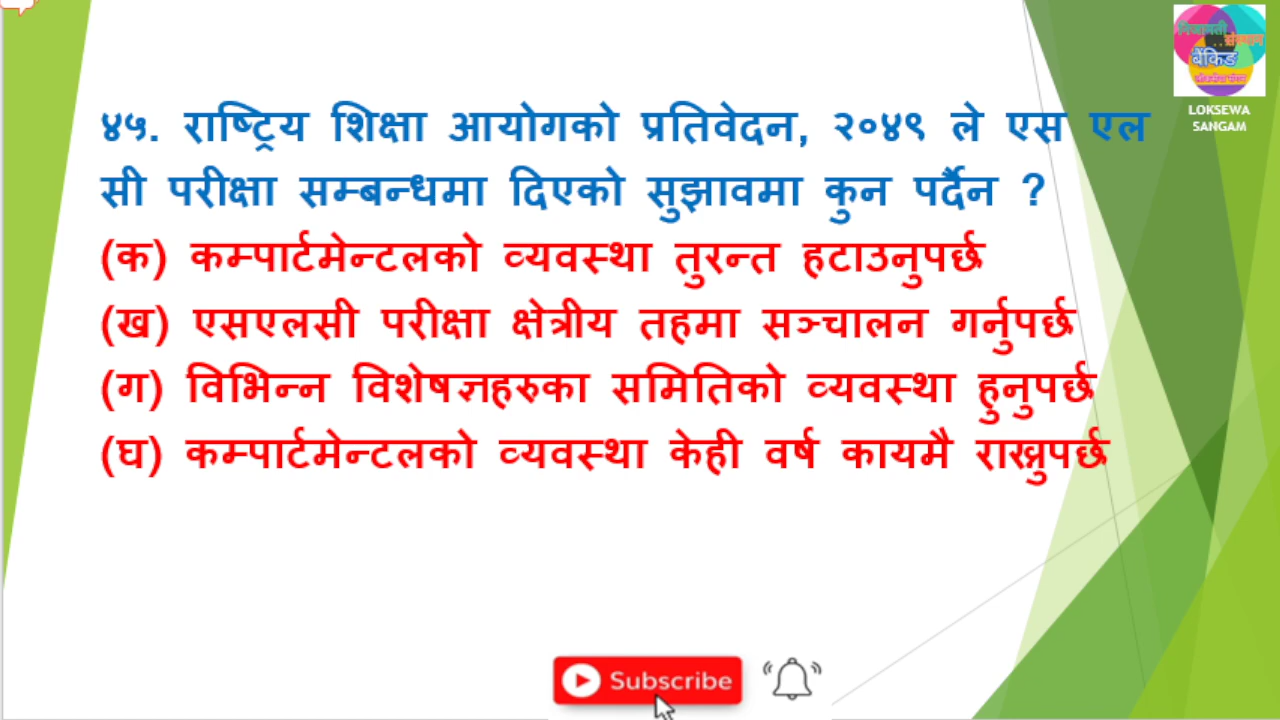 ४५. राष्ट्रिय शिक्षा आयोगको प्रतिवेदन, २०४९ ले एस एल
सी परीक्षा सम्बन्धमा दिएको सुझावमा कुन पर्दैन ?
(क) कम्पार्टमेन्टलको व्यवस्था तुरन्त हटाउनुपर्छ
(ख) एसएलसी परीक्षा क्षेत्रीय तहमा सञ्चालन गर्नुपर्छ
(ग) विभिन्न विशेषज्ञहरुका समितिको व्यवस्था हुनुपर्छ
(घ) कम्पार्टमेन्टलको व्यवस्था केही वर्ष कायमै राख्नुपर्छ
बैंकिङ
LOKSEWA
SANGAM
Subscribe